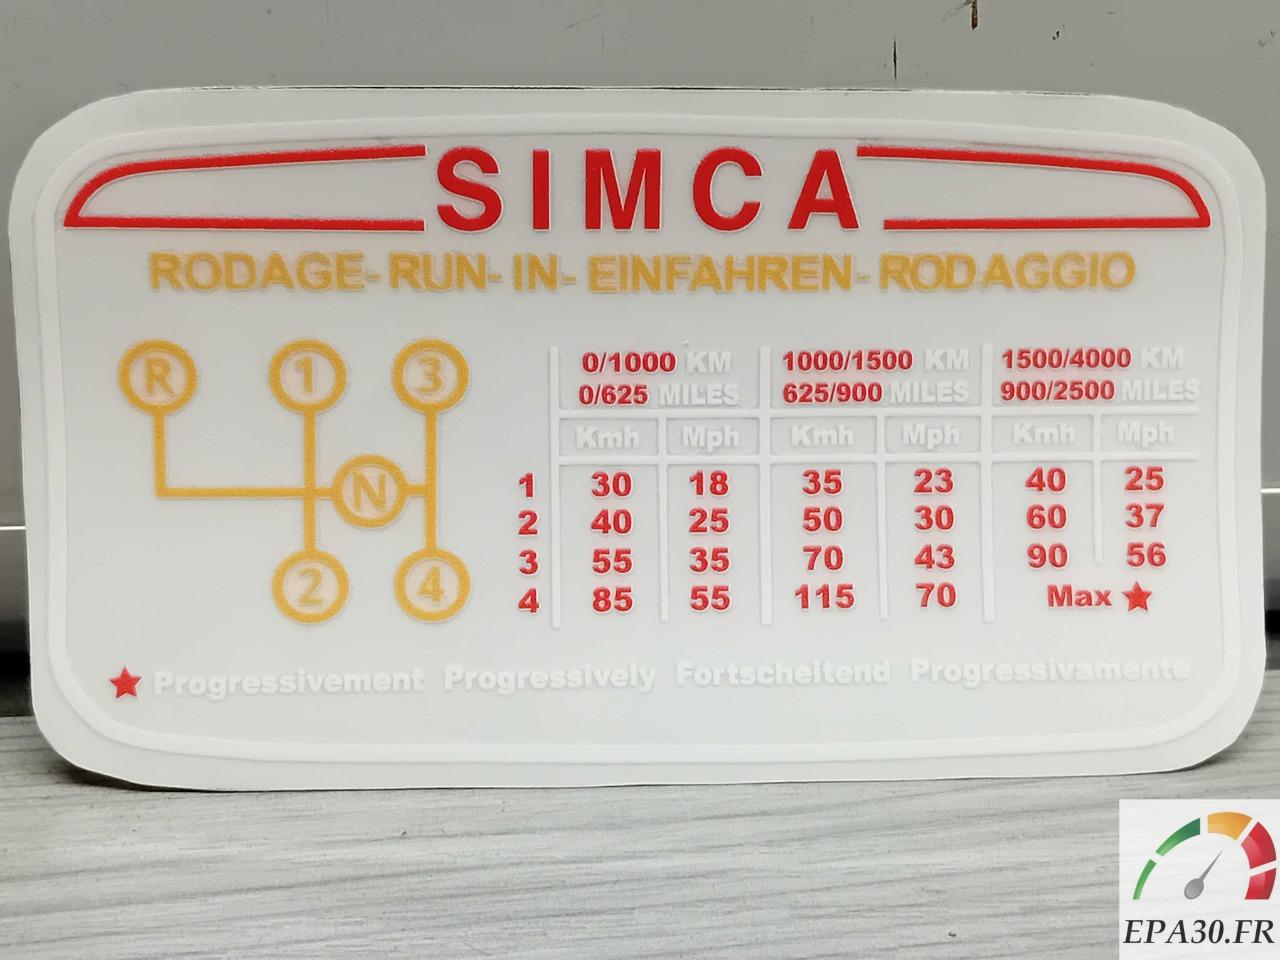 SIMCA
RODAGE-RUN-IN-EINFAHREN-RODAGGIO
R 1 3
N
2 4
0/1000 KM 1000/1500 KM 1500/4000 KM
0/625 MILES 625/900 MILES 900/2500 MILES
Kmh Mph Kmh Mph Kmh Mph
1 30 18 35 23 40 25
2 40 25 50 30 60 37
3 55 35 70 43 90 56
4 85 55 115 70 Max ★
★ Progressivement Progressively Fortscheitend Progressivamente
EPA30.FR